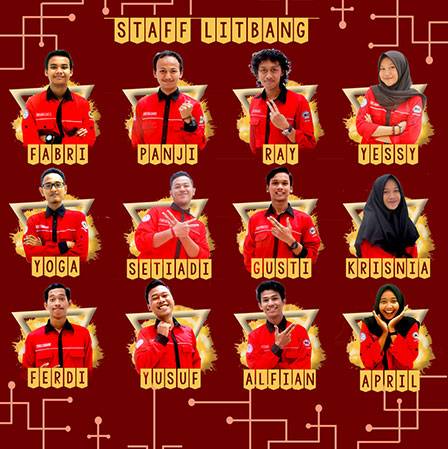 STAFF LITBANG
FABRI PANJI RAY YESSY
YOGA SETIADI GUSTI KRISNIA
FERDI YUSUF ALFIAN APRIL